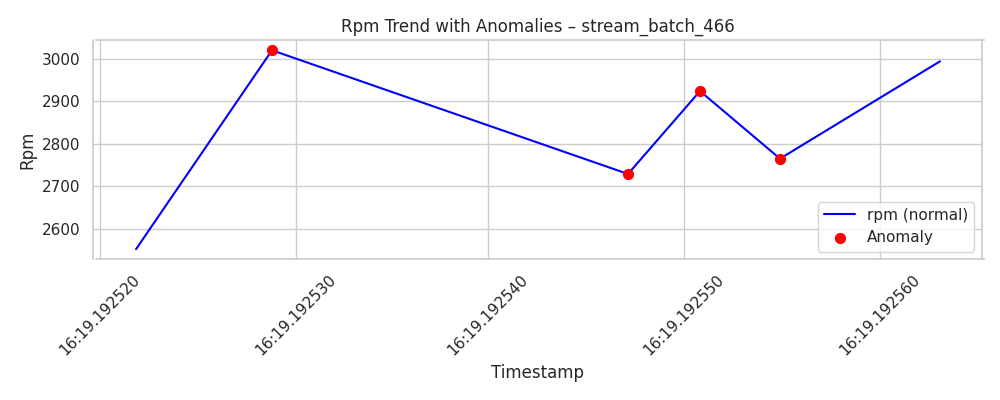 Rpm Trend with Anomalies – stream_batch_466
Rpm
3000
2900
2800
2700
2600
rpm (normal)
Anomaly
16:19.192520
16:19.192530
16:19.192540
16:19.192550
16:19.192560
Timestamp